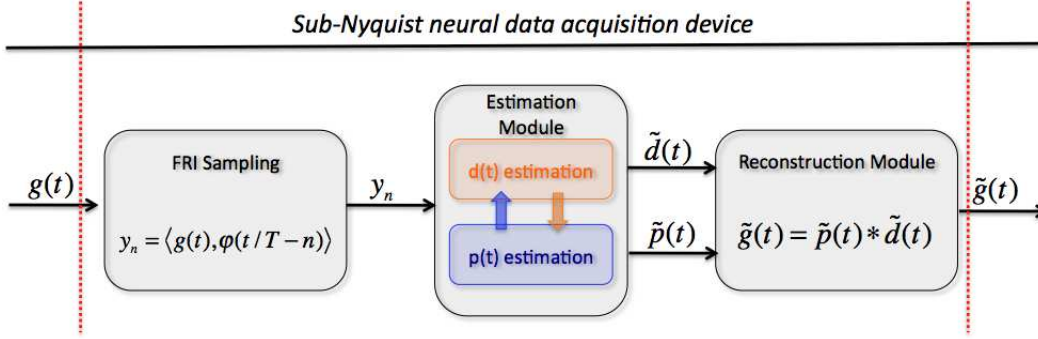 Sub-Nyquist neural data acquisition device
g(t)
FRI Sampling
yₙ = ⟨g(t),φ(t/T−n)⟩
yₙ
Estimation
Module
d(t) estimation
p(t) estimation
d̃(t)
p̃(t)
Reconstruction Module
g̃(t) = p̃(t)∗d̃(t)
g̃(t)